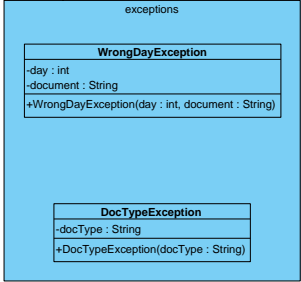 exceptions
WrongDayException
-day : int
-document : String
+WrongDayException(day : int, document : String)
DocTypeException
-docType : String
+DocTypeException(docType : String)